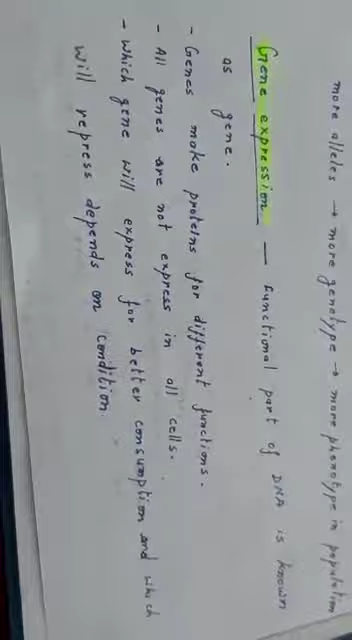 more alleles → more genotype → more phenotype in population
Gene expression — functional part of DNA is known
as gene.
- Genes make proteins for different functions.
- All genes are not express in all cells.
- which gene will express for better consumption and which
will repress depends on condition.